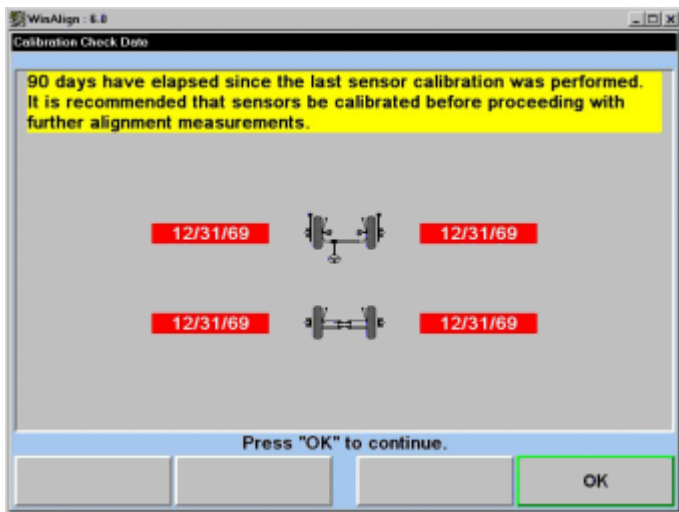 WinAlign : 6.0
Calibration Check Date
90 days have elapsed since the last sensor calibration was performed.
It is recommended that sensors be calibrated before proceeding with
further alignment measurements.
12/31/69 12/31/69
12/31/69 12/31/69
Press "OK" to continue.
OK